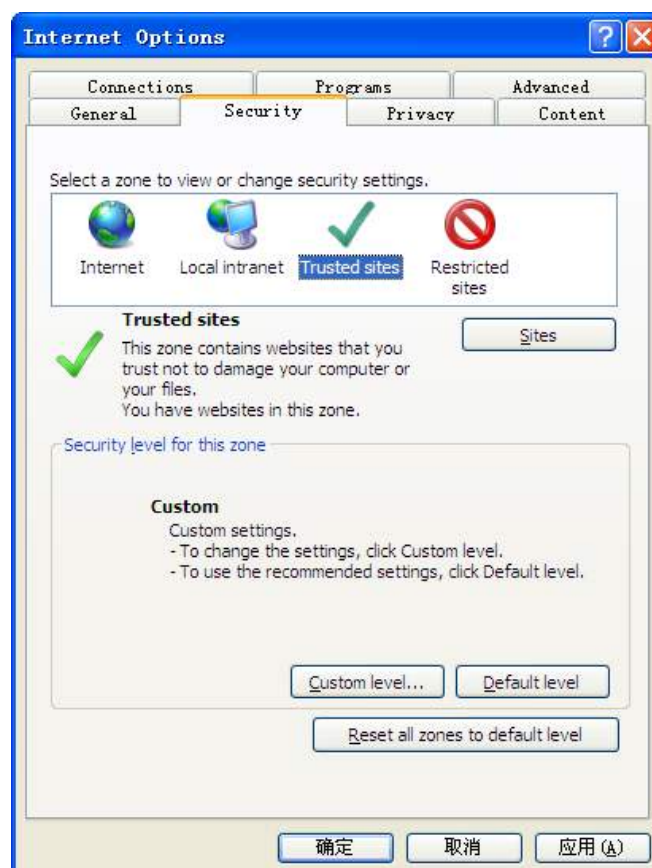 Internet Options
Connections Programs Advanced
General Security Privacy Content
Select a zone to view or change security settings.
Internet Local intranet Trusted sites Restricted sites
Trusted sites
Sites
This zone contains websites that you
trust not to damage your computer or
your files.
You have websites in this zone.
Security level for this zone
Custom
Custom settings.
- To change the settings, click Custom level.
- To use the recommended settings, click Default level.
Custom level... Default level
Reset all zones to default level
确定 取消 应用(A)